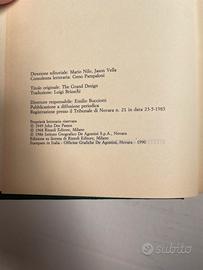 Direzione editoriale: Mario Nilo, Jason Vella
Consulenza letteraria: Geno Pampaloni
Titolo originale: The Grand Design
Traduzione: Luigi Brioschi
Direttore responsabile: Emilio Bucciotti
Pubblicazione a diffusione periodica
Registrazione presso il Tribunale di Novara n. 21 in data 23-5-1985
Proprietà letteraria riservata
© 1949 John Dos Passos
© 1968 Rizzoli Editore, Milano
© 1986 Istituto Geografico De Agostini S.p.A., Novara
Edizione su licenza di Rizzoli Editore, Milano
Stampato in Italia - Officine Grafiche De Agostini, Novara - 1990
subito